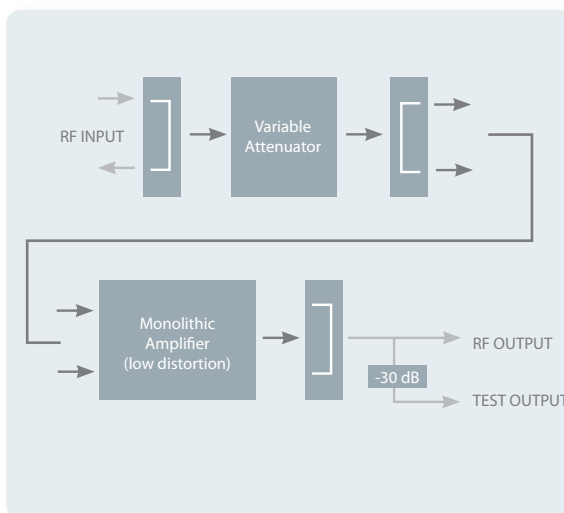 RF INPUT
Variable
Attenuator
Monolithic
Amplifier
(low distortion)
-30 dB
RF OUTPUT
TEST OUTPUT